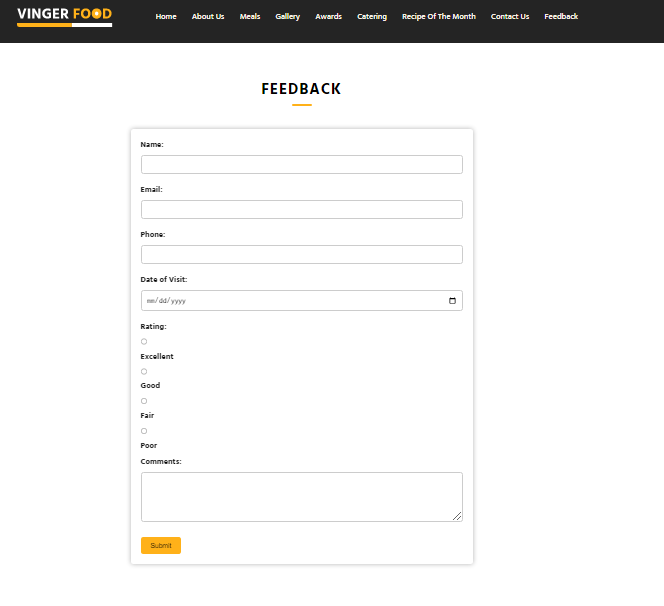 VINGER FOOD Home About Us Meals Gallery Awards Catering Recipe Of The Month Contact Us Feedback
FEEDBACK
Name:
Email:
Phone:
Date of Visit:
mm/dd/yyyy
Rating:
Excellent
Good
Fair
Poor
Comments:
Submit